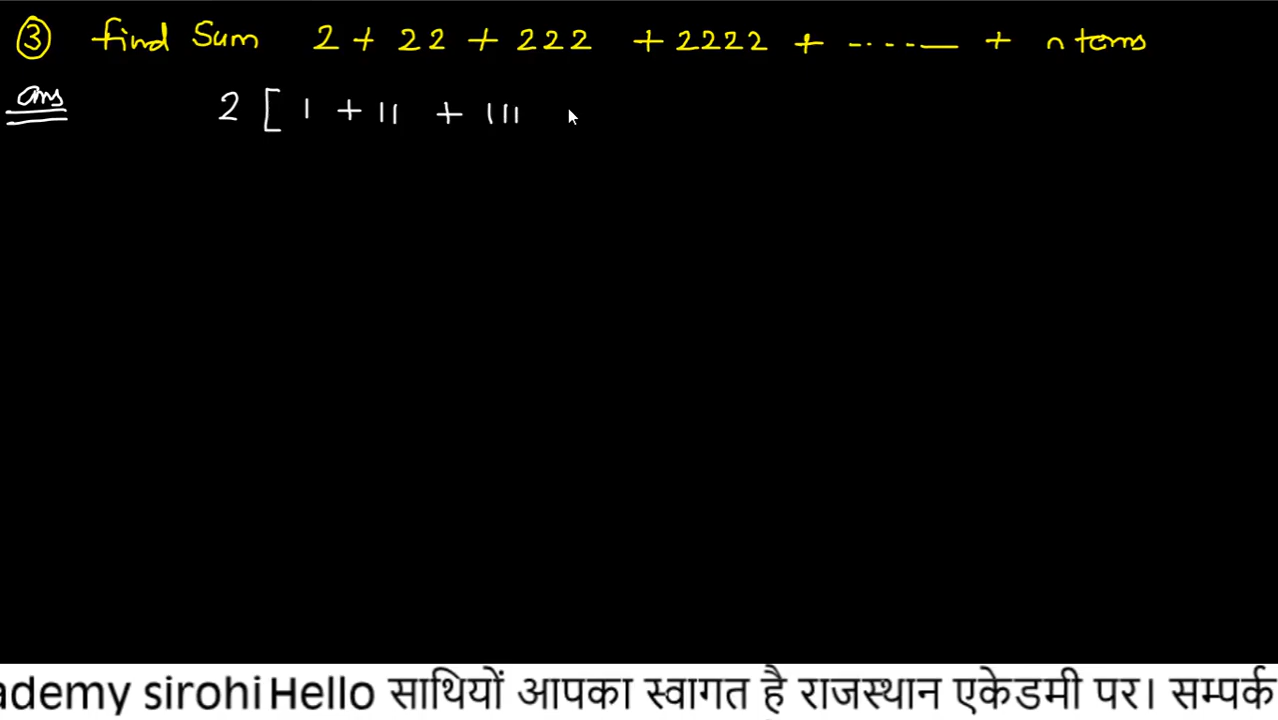 ③ find Sum 2 + 22 + 222 + 2222 + ------ + n terms
ans 2 [ 1 + 11 + 111
ademy sirohi Hello साथियों आपका स्वागत है राजस्थान एकेडमी पर। सम्पर्क